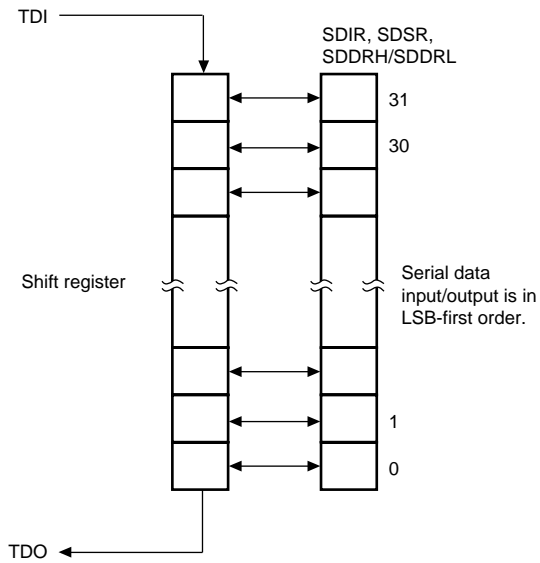 TDI
SDIR, SDSR,
SDDRH/SDDRL
31
30
Shift register
Serial data
input/output is in
LSB-first order.
1
0
TDO